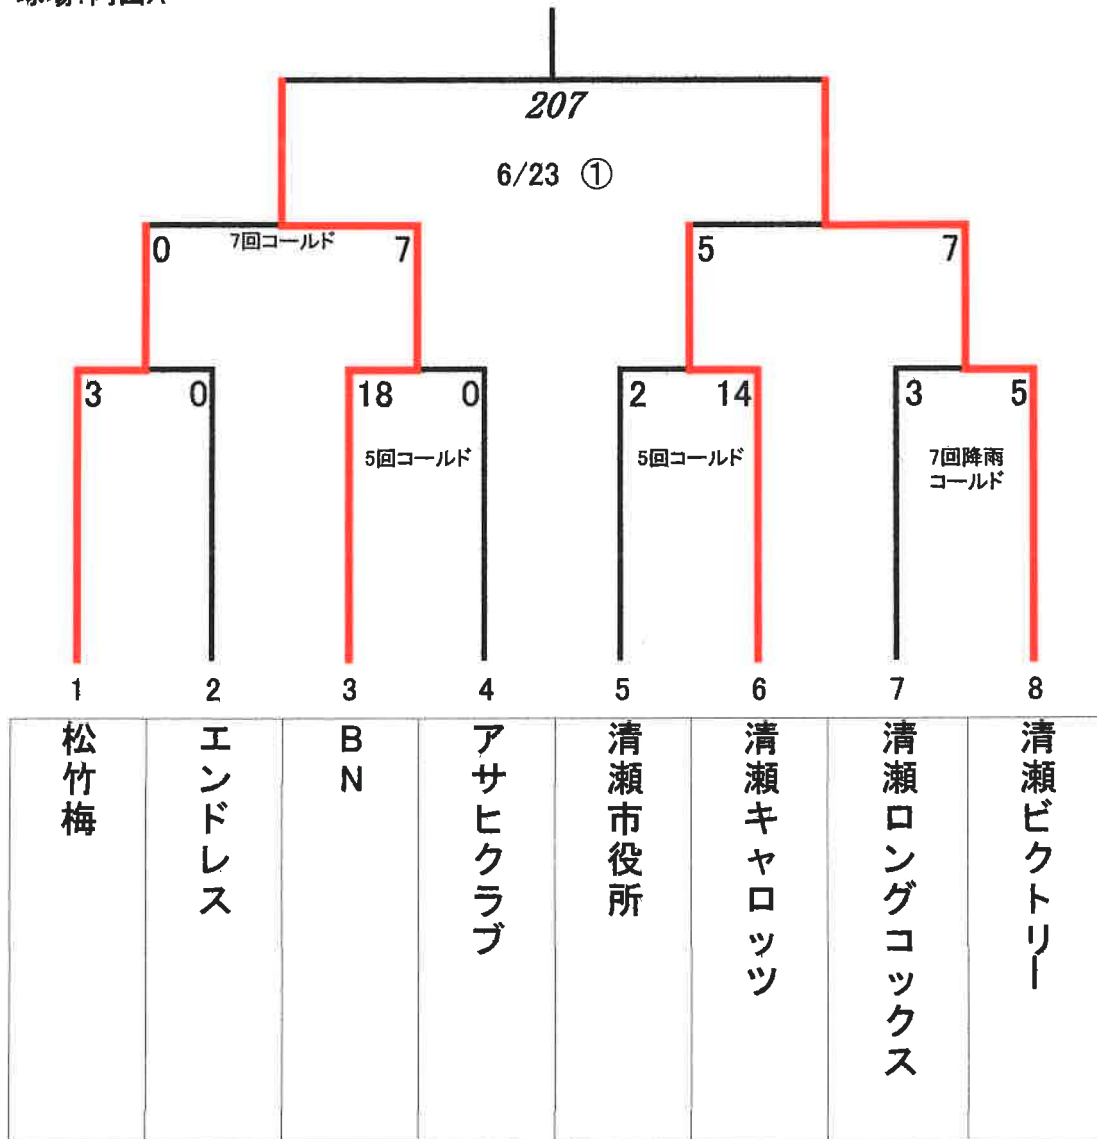 207
6/23 ①
0 7回コールド 7
5 7
3 0
18 0
2 14
3 5
5回コールド
5回コールド
7回降雨
コールド
1 2 3 4 5 6 7 8
松竹梅
エンドレス
BN
アサヒクラブ
清瀬市役所
清瀬キャロッツ
清瀬ロングコックス
清瀬ビクトリー